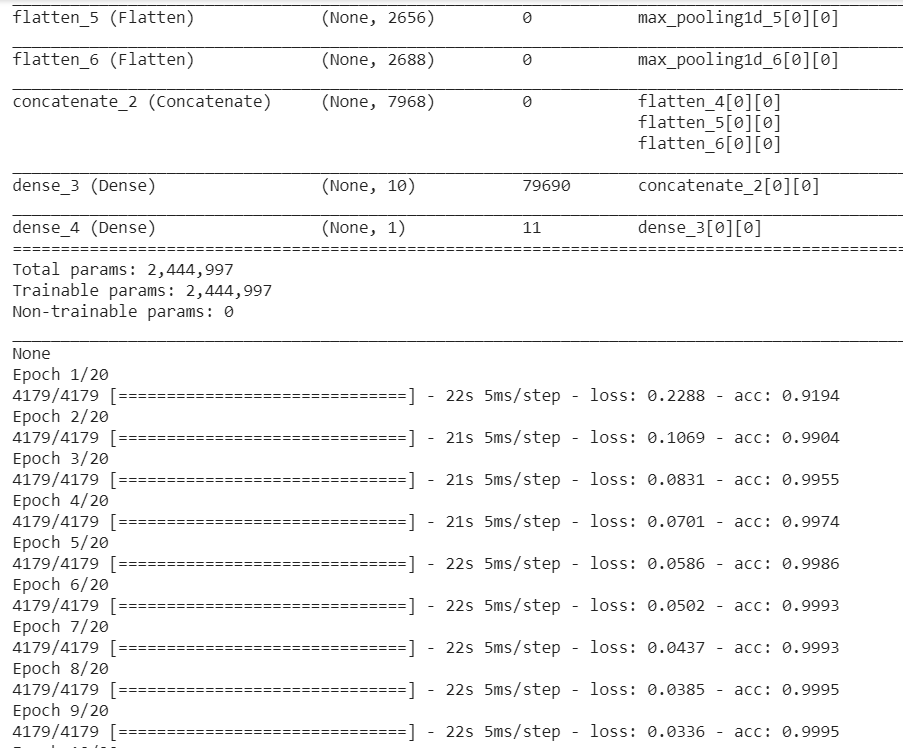 flatten_5 (Flatten) (None, 2656) 0 max_pooling1d_5[0][0]
flatten_6 (Flatten) (None, 2688) 0 max_pooling1d_6[0][0]
concatenate_2 (Concatenate) (None, 7968) 0 flatten_4[0][0]
flatten_5[0][0]
flatten_6[0][0]
dense_3 (Dense) (None, 10) 79690 concatenate_2[0][0]
dense_4 (Dense) (None, 1) 11 dense_3[0][0]
Total params: 2,444,997
Trainable params: 2,444,997
Non-trainable params: 0
None
Epoch 1/20
4179/4179 [==============================] - 22s 5ms/step - loss: 0.2288 - acc: 0.9194
Epoch 2/20
4179/4179 [==============================] - 21s 5ms/step - loss: 0.1069 - acc: 0.9904
Epoch 3/20
4179/4179 [==============================] - 21s 5ms/step - loss: 0.0831 - acc: 0.9955
Epoch 4/20
4179/4179 [==============================] - 21s 5ms/step - loss: 0.0701 - acc: 0.9974
Epoch 5/20
4179/4179 [==============================] - 22s 5ms/step - loss: 0.0586 - acc: 0.9986
Epoch 6/20
4179/4179 [==============================] - 22s 5ms/step - loss: 0.0502 - acc: 0.9993
Epoch 7/20
4179/4179 [==============================] - 22s 5ms/step - loss: 0.0437 - acc: 0.9993
Epoch 8/20
4179/4179 [==============================] - 22s 5ms/step - loss: 0.0385 - acc: 0.9995
Epoch 9/20
4179/4179 [==============================] - 22s 5ms/step - loss: 0.0336 - acc: 0.9995